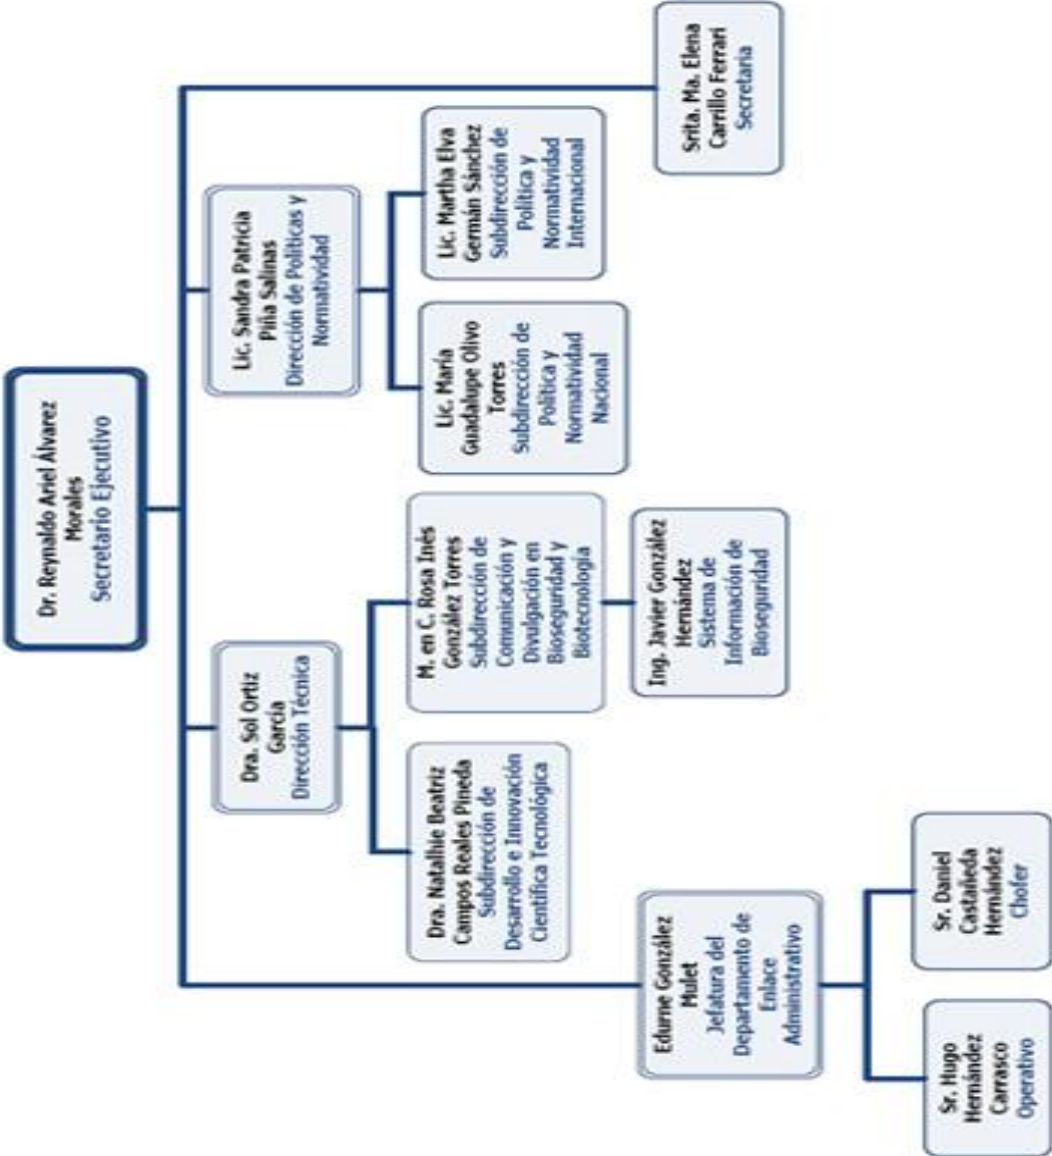 Dr. Reynaldo Ariel Álvarez
Morales
Secretario Ejecutivo
Dra. Sol Ortiz
García
Dirección Técnica
Lic. Sandra Patricia
Piña Salinas
Dirección de Políticas y
Normatividad
Dra. Natalhie Beatriz
Campos Reales Pineda
Subdirección de
Desarrollo e Innovación
Científica Tecnológica
M. en C. Rosa Inés
González Torres
Subdirección de
Comunicación y
Divulgación en
Bioseguridad y
Biotecnología
Lic. María
Guadalupe Olivo
Torres
Subdirección de
Política y
Normatividad
Nacional
Lic. Martha Elva
Germán Sánchez
Subdirección de
Política y
Normatividad
Internacional
Edurne González
Mulet
Jefatura del
Departamento de
Enlace
Administrativo
Ing. Javier González
Hernández
Sistema de
Información de
Bioseguridad
Srita. Ma. Elena
Carrillo Ferrari
Secretaria
Sr. Hugo
Hernández
Carrasco
Operativo
Sr. Daniel
Castañeda
Hernández
Chofer